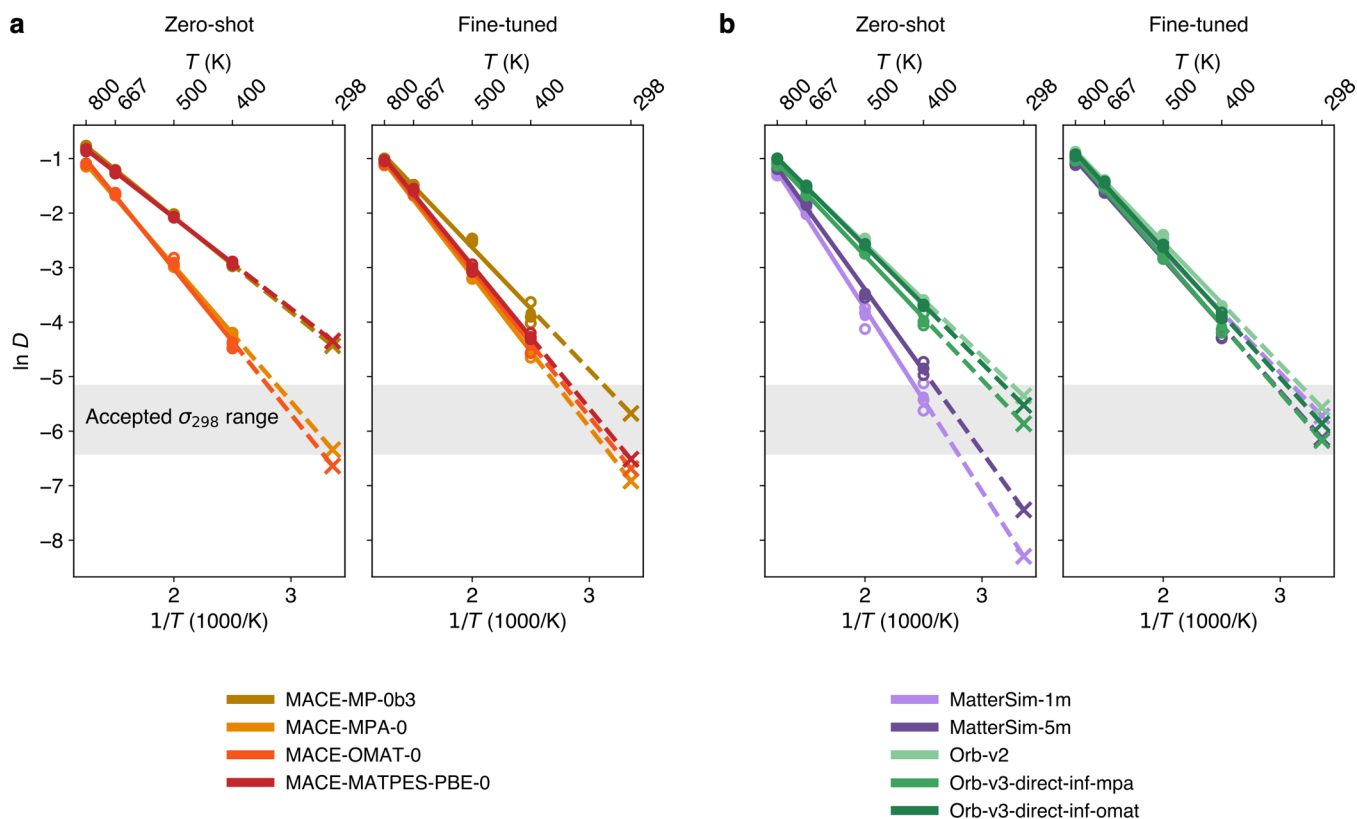 a
Zero-shot
Fine-tuned
b
Zero-shot
Fine-tuned
T (K)
T (K)
T (K)
T (K)
800 667 500 400 298
800 667 500 400 298
800 667 500 400 298
800 667 500 400 298
ln D
−1
−2
−3
−4
−5
−6
−7
−8
Accepted σ298 range
2 3
2 3
2 3
2 3
1/T (1000/K)
1/T (1000/K)
1/T (1000/K)
1/T (1000/K)
MACE-MP-0b3
MACE-MPA-0
MACE-OMAT-0
MACE-MATPES-PBE-0
MatterSim-1m
MatterSim-5m
Orb-v2
Orb-v3-direct-inf-mpa
Orb-v3-direct-inf-omat